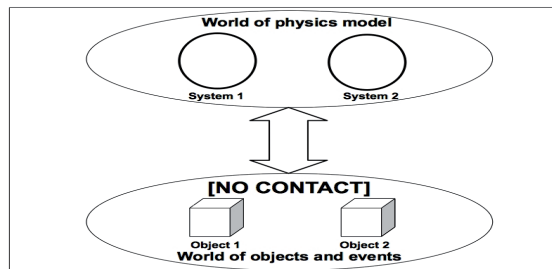 World of physics model
System 1 System 2
[NO CONTACT]
Object 1 Object 2
World of objects and events